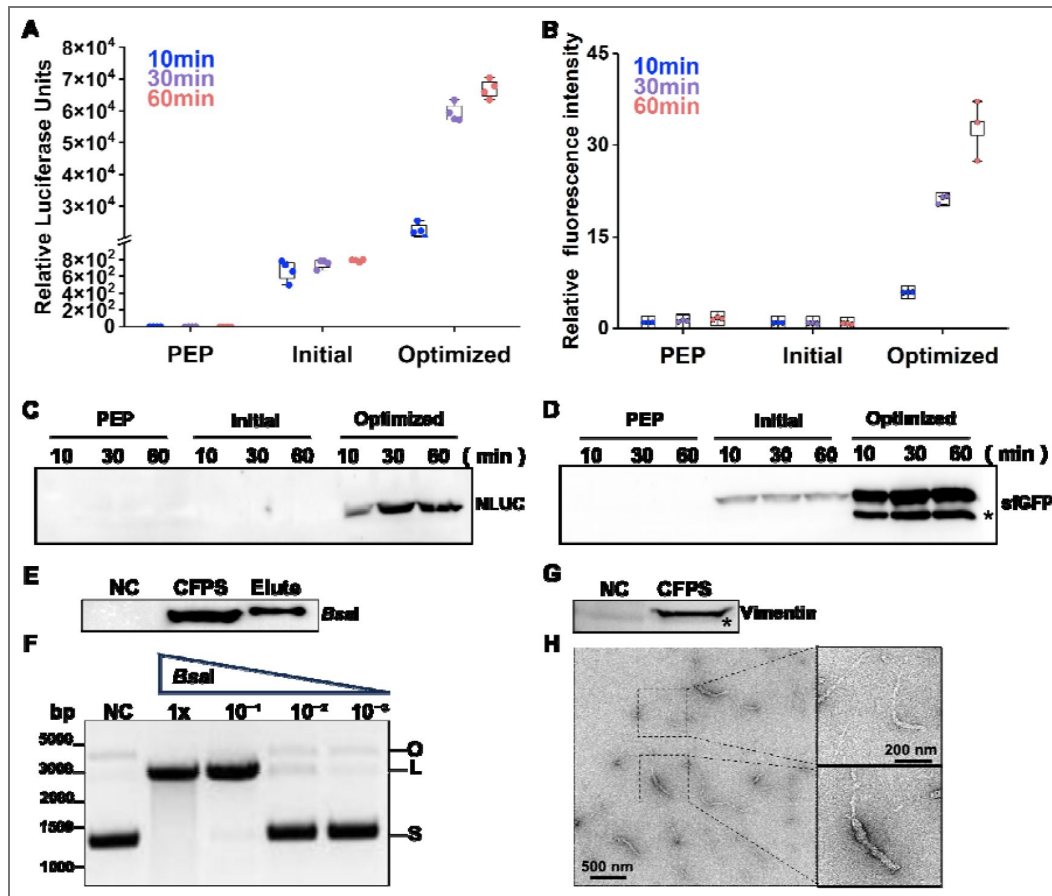 A
8×10⁴
7×10⁴
6×10⁴
5×10⁴
4×10⁴
3×10⁴
8×10²
6×10²
4×10²
2×10²
0
Relative Luciferase Units
10min
30min
60min
PEP Initial Optimized
B
45
30
15
0
Relative fluorescence intensity
10min
30min
60min
PEP Initial Optimized
C
PEP Initial Optimized
10 30 60 10 30 60 10 30 60 (min)
NLUC
D
PEP Initial Optimized
10 30 60 10 30 60 10 30 60 (min)
sfGFP
*
E
NC CFPS Elute
BsaI
F
BsaI
bp NC 1x 10⁻¹ 10⁻² 10⁻³
5000
3000
2000
1500
1000
O
L
S
G
NC CFPS
Vimentin
*
H
500 nm
200 nm